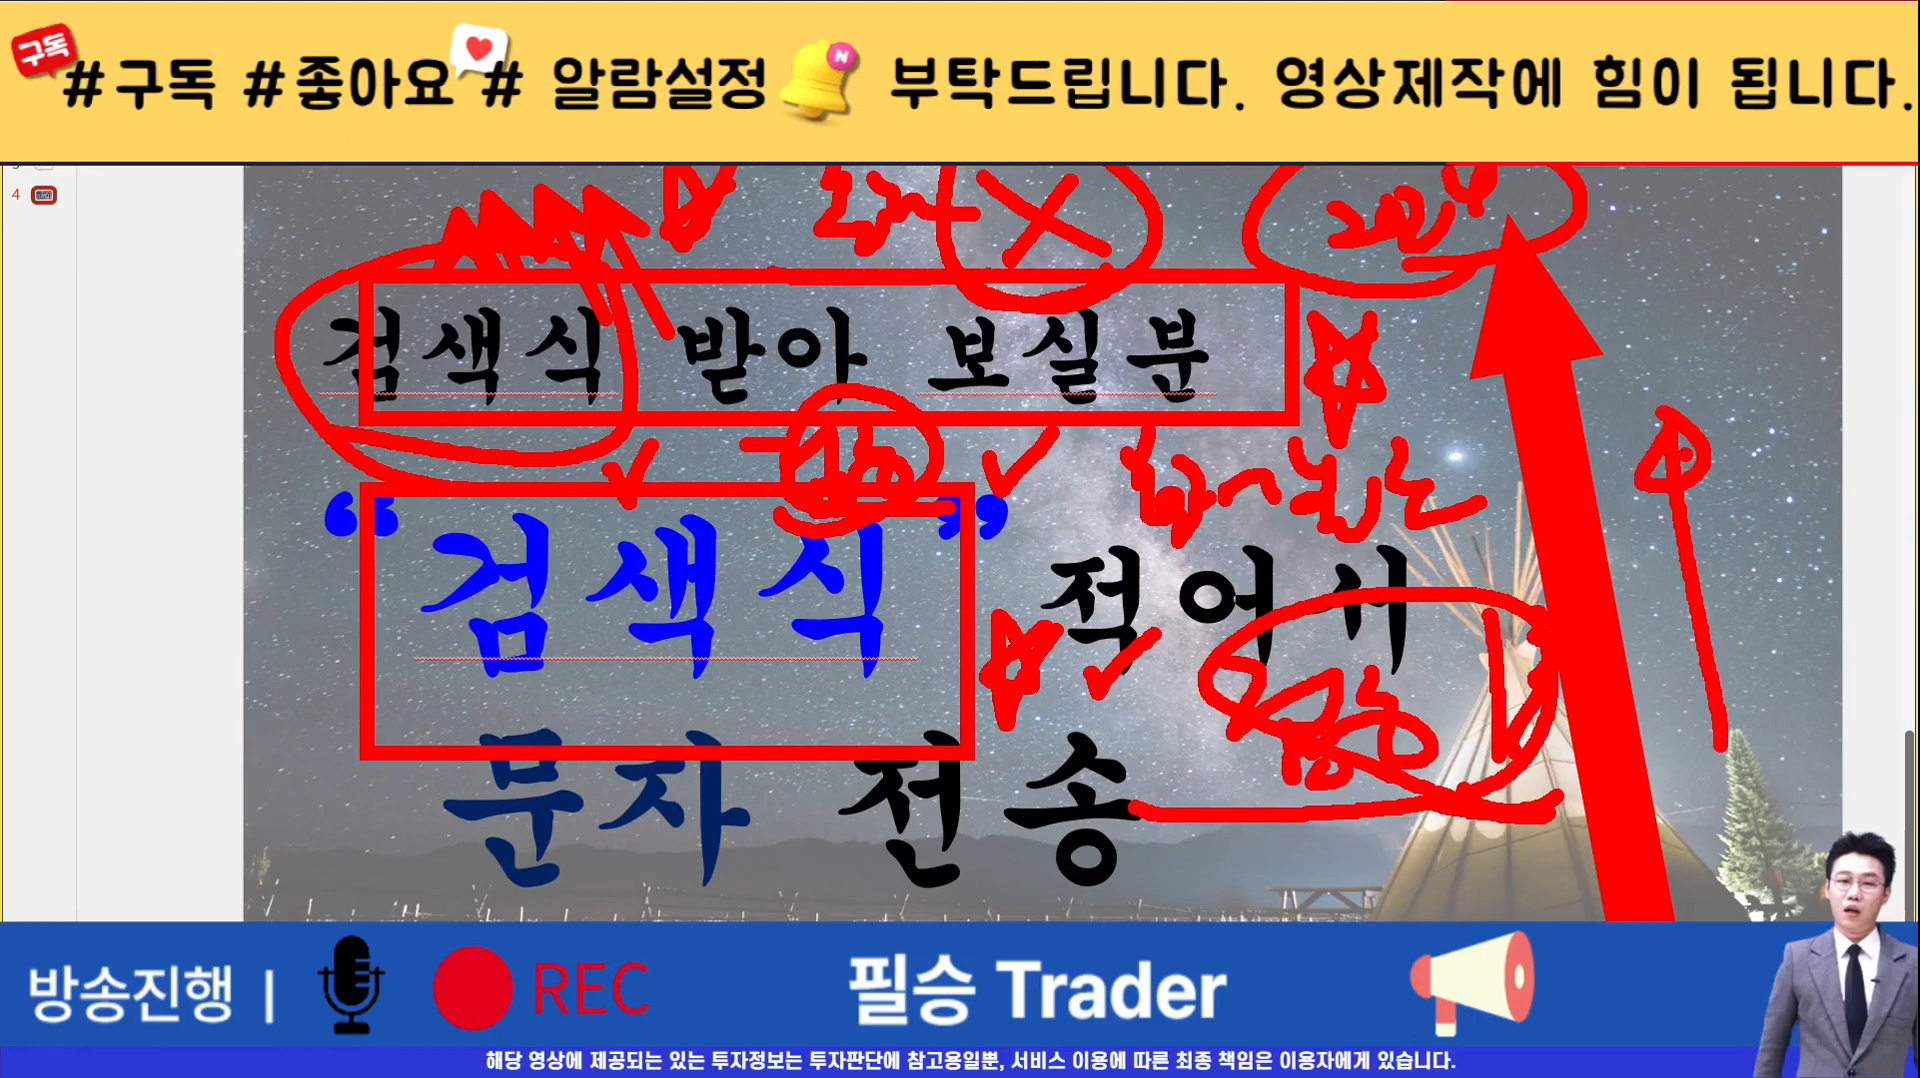 구독
#구독 #좋아요 # 알람설정 N 부탁드립니다. 영상제작에 힘이 됩니다.
4
검색식 받아 보실분
"검색식" 적어서
문자 전송
방송진행 | REC 필승 Trader
해당 영상에 제공되는 있는 투자정보는 투자판단에 참고용일뿐, 서비스 이용에 따른 최종 책임은 이용자에게 있습니다.